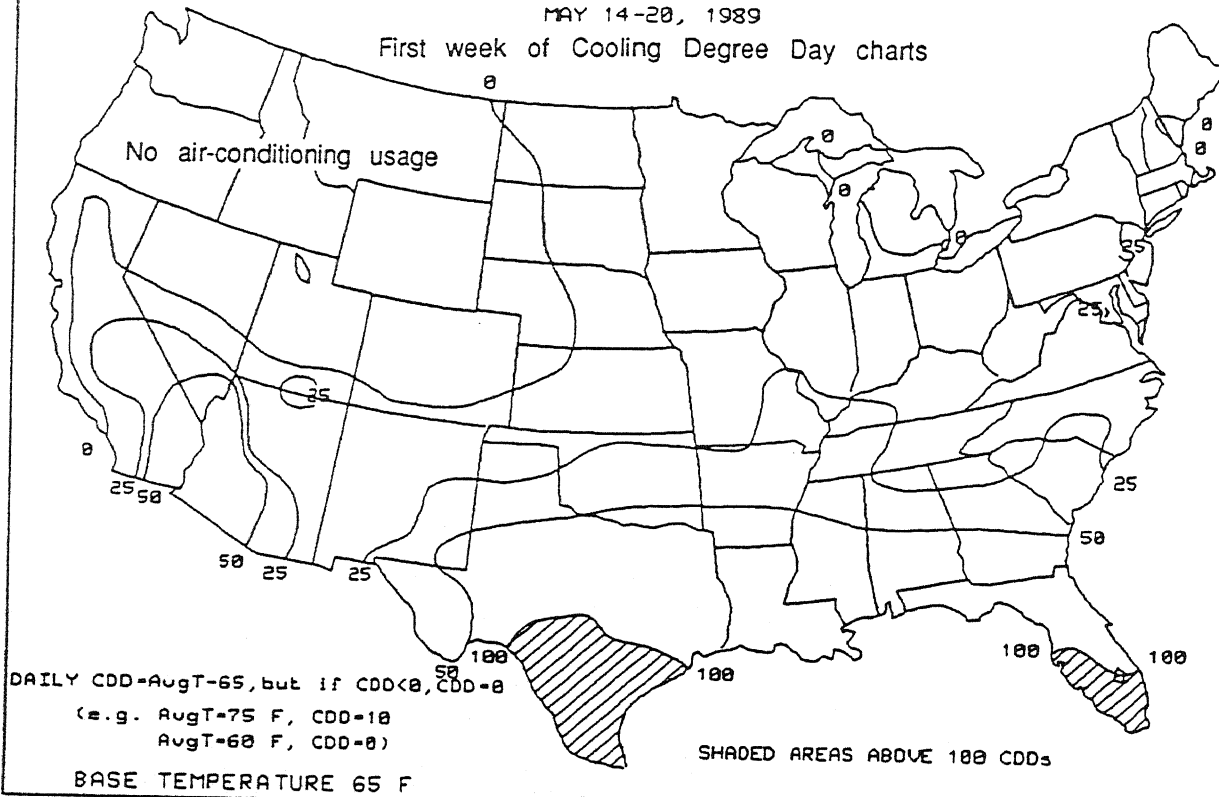 MAY 14-20, 1989
First week of Cooling Degree Day charts
0
0
0
0
No air-conditioning usage
0
0
25
25
25
0
25 50
25
50
50 25
25
100
100
100
50
100
DAILY CDD=AvgT-65, but if CDD<0, CDD=0
(e.g. AvgT=75 F, CDD=10
AvgT=60 F, CDD=0)
SHADED AREAS ABOVE 100 CDDs
BASE TEMPERATURE 65 F